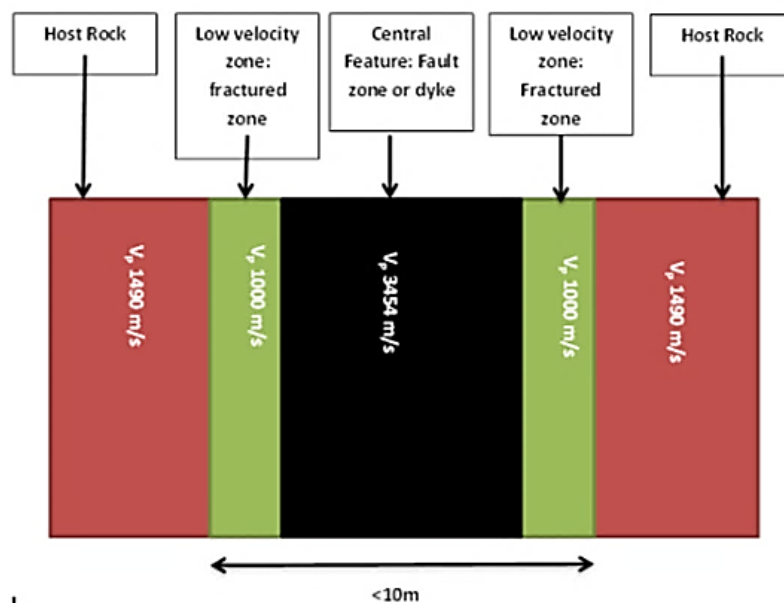 Host Rock
Low velocity
zone:
fractured
zone
Central
Feature: Fault
zone or dyke
Low velocity
zone:
Fractured
zone
Host Rock
Vₚ 1490 m/s
Vₚ 1000 m/s
Vₚ 3454 m/s
Vₚ 1000 m/s
Vₚ 1490 m/s
<10m